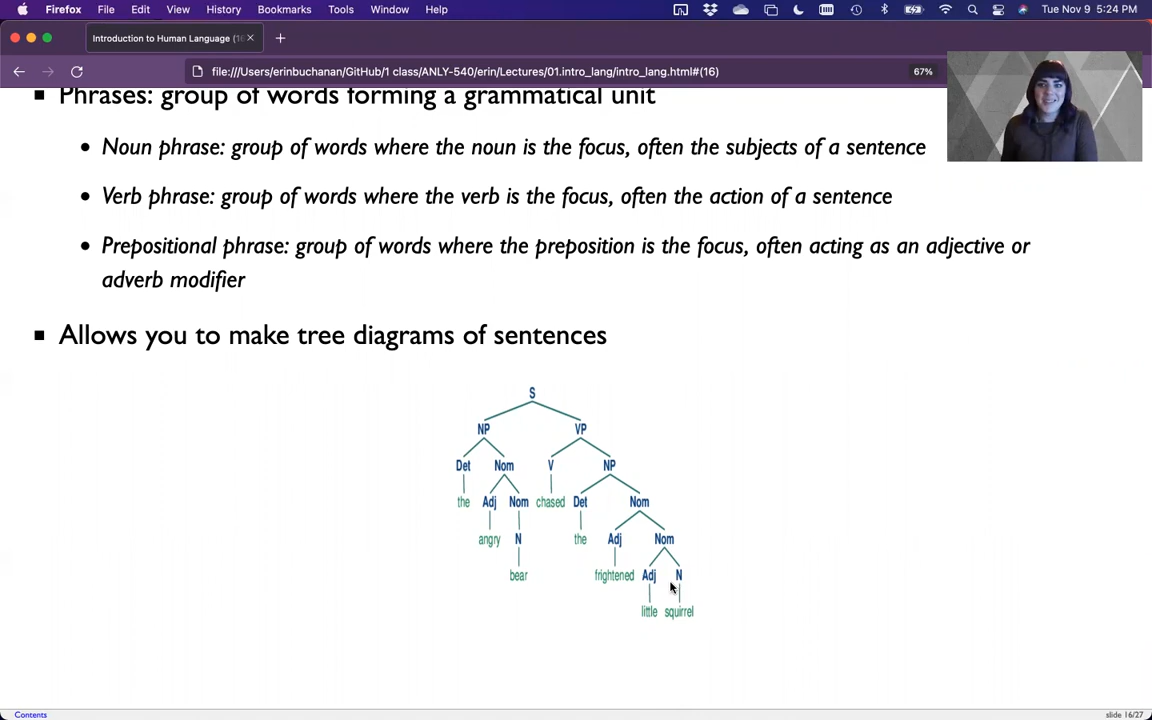 Firefox File Edit View History Bookmarks Tools Window Help Tue Nov 9 5:24 PM
Introduction to Human Language (1
file:///Users/erinbuchanan/GitHub/1 class/ANLY-540/erin/Lectures/01.intro_lang/intro_lang.html#(16) 67%
Phrases: group of words forming a grammatical unit
Noun phrase: group of words where the noun is the focus, often the subjects of a sentence
Verb phrase: group of words where the verb is the focus, often the action of a sentence
Prepositional phrase: group of words where the preposition is the focus, often acting as an adjective or
adverb modifier
Allows you to make tree diagrams of sentences
S
NP VP
Det Nom V NP
the Adj Nom chased Det Nom
angry N the Adj Nom
bear frightened Adj N
little squirrel
Contents slide 16/27